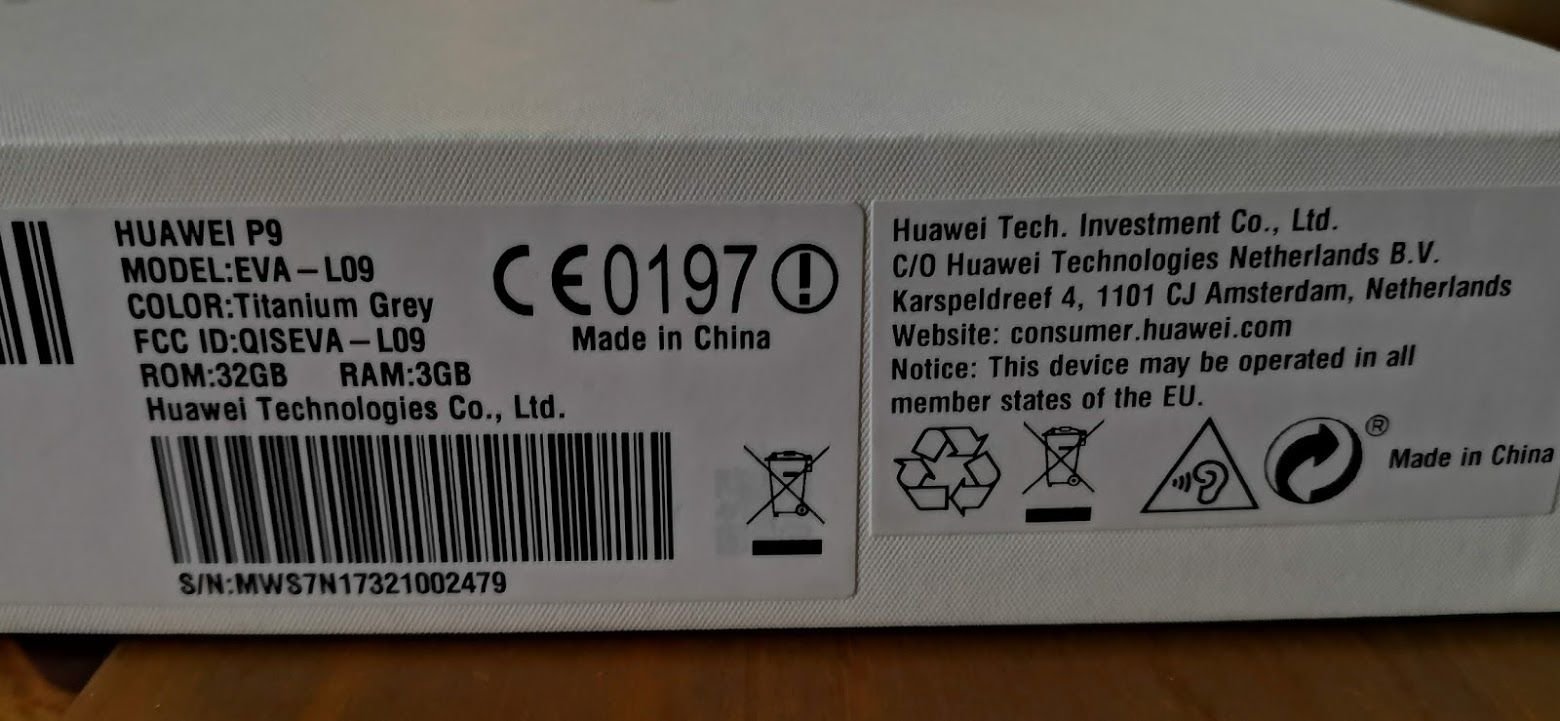 HUAWEI P9
MODEL:EVA-L09
COLOR:Titanium Grey
FCC ID:QISEVA-L09
ROM:32GB RAM:3GB
Huawei Technologies Co., Ltd.
CE0197
Made in China
S/N:MWS7N17321002479
Huawei Tech. Investment Co., Ltd.
C/O Huawei Technologies Netherlands B.V.
Karspeldreef 4, 1101 CJ Amsterdam, Netherlands
Website: consumer.huawei.com
Notice: This device may be operated in all
member states of the EU.
® Made in China